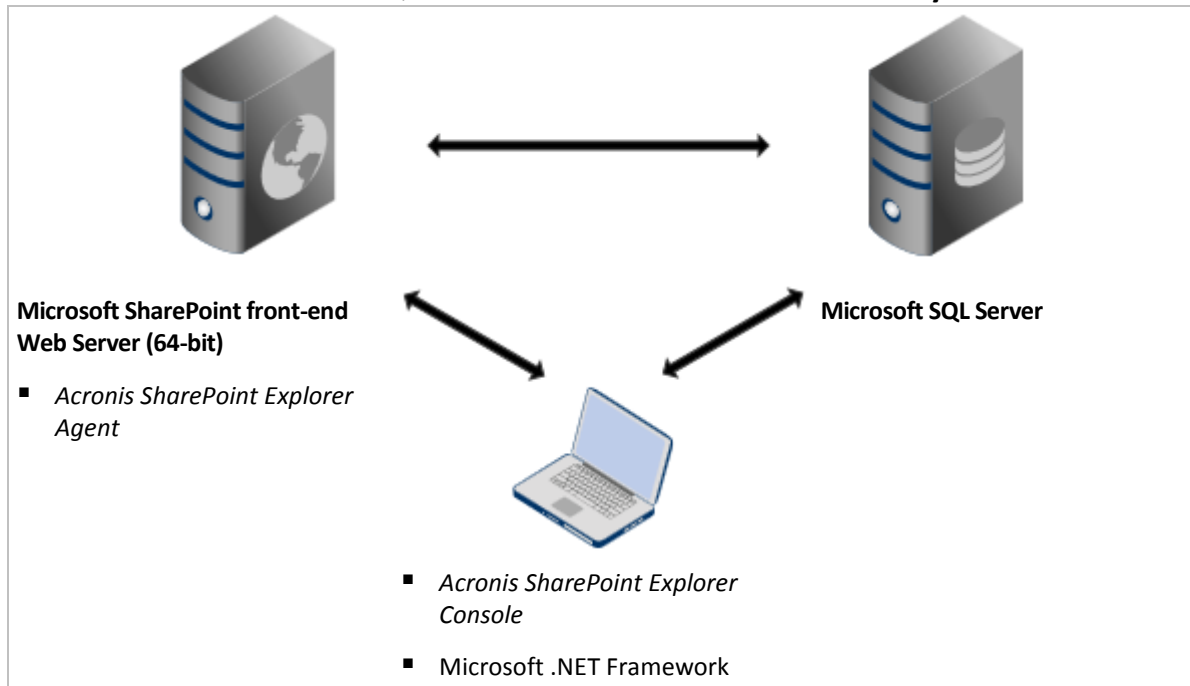 Microsoft SharePoint front-end
Web Server (64-bit)
■ Acronis SharePoint Explorer
Agent
Microsoft SQL Server
■ Acronis SharePoint Explorer
Console
■ Microsoft .NET Framework